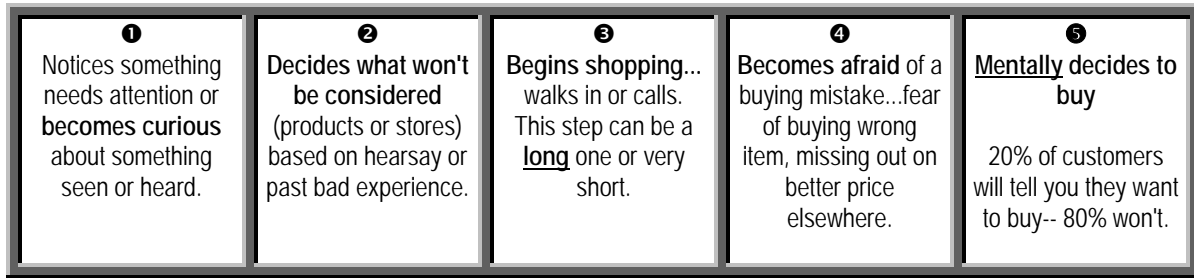 ❶
Notices something
needs attention or
becomes curious
about something
seen or heard.
❷
Decides what won't
be considered
(products or stores)
based on hearsay or
past bad experience.
❸
Begins shopping...
walks in or calls.
This step can be a
long one or very
short.
❹
Becomes afraid of a
buying mistake...fear
of buying wrong
item, missing out on
better price
elsewhere.
❺
Mentally decides to
buy
20% of customers
will tell you they want
to buy-- 80% won't.